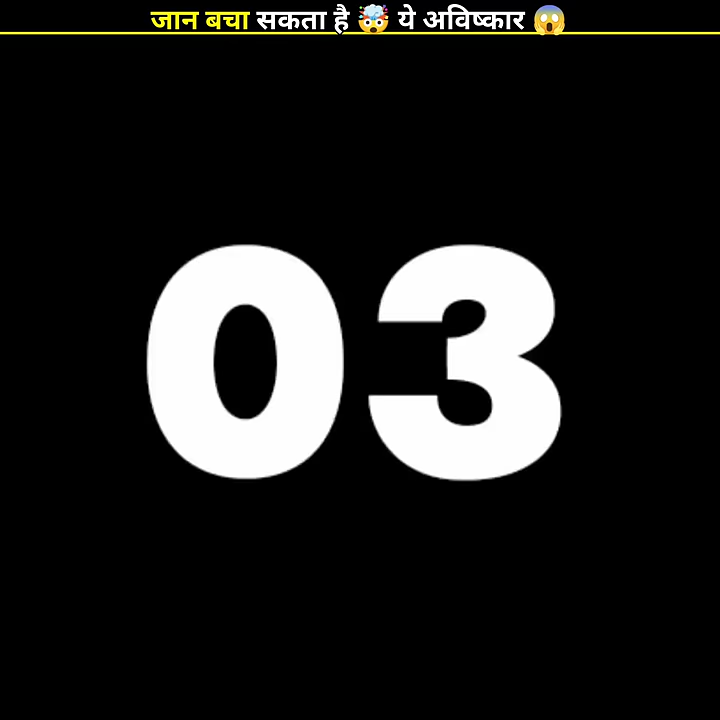 जान बचा सकता है 🤯 ये अविष्कार 😱
03